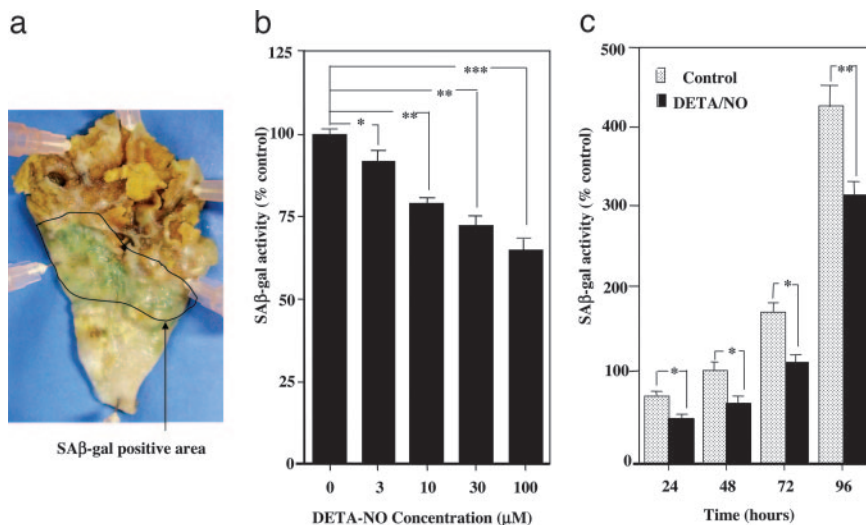 a
SAβ-gal positive area
b
SAβ-gal activity (% control)
125
100
75
50
25
0
*
**
**
***
0 3 10 30 100
DETA-NO Concentration (μM)
c
SAβ-gal activity (% control)
500
400
300
200
100
0
Control
DETA/NO
*
*
*
**
24 48 72 96
Time (hours)